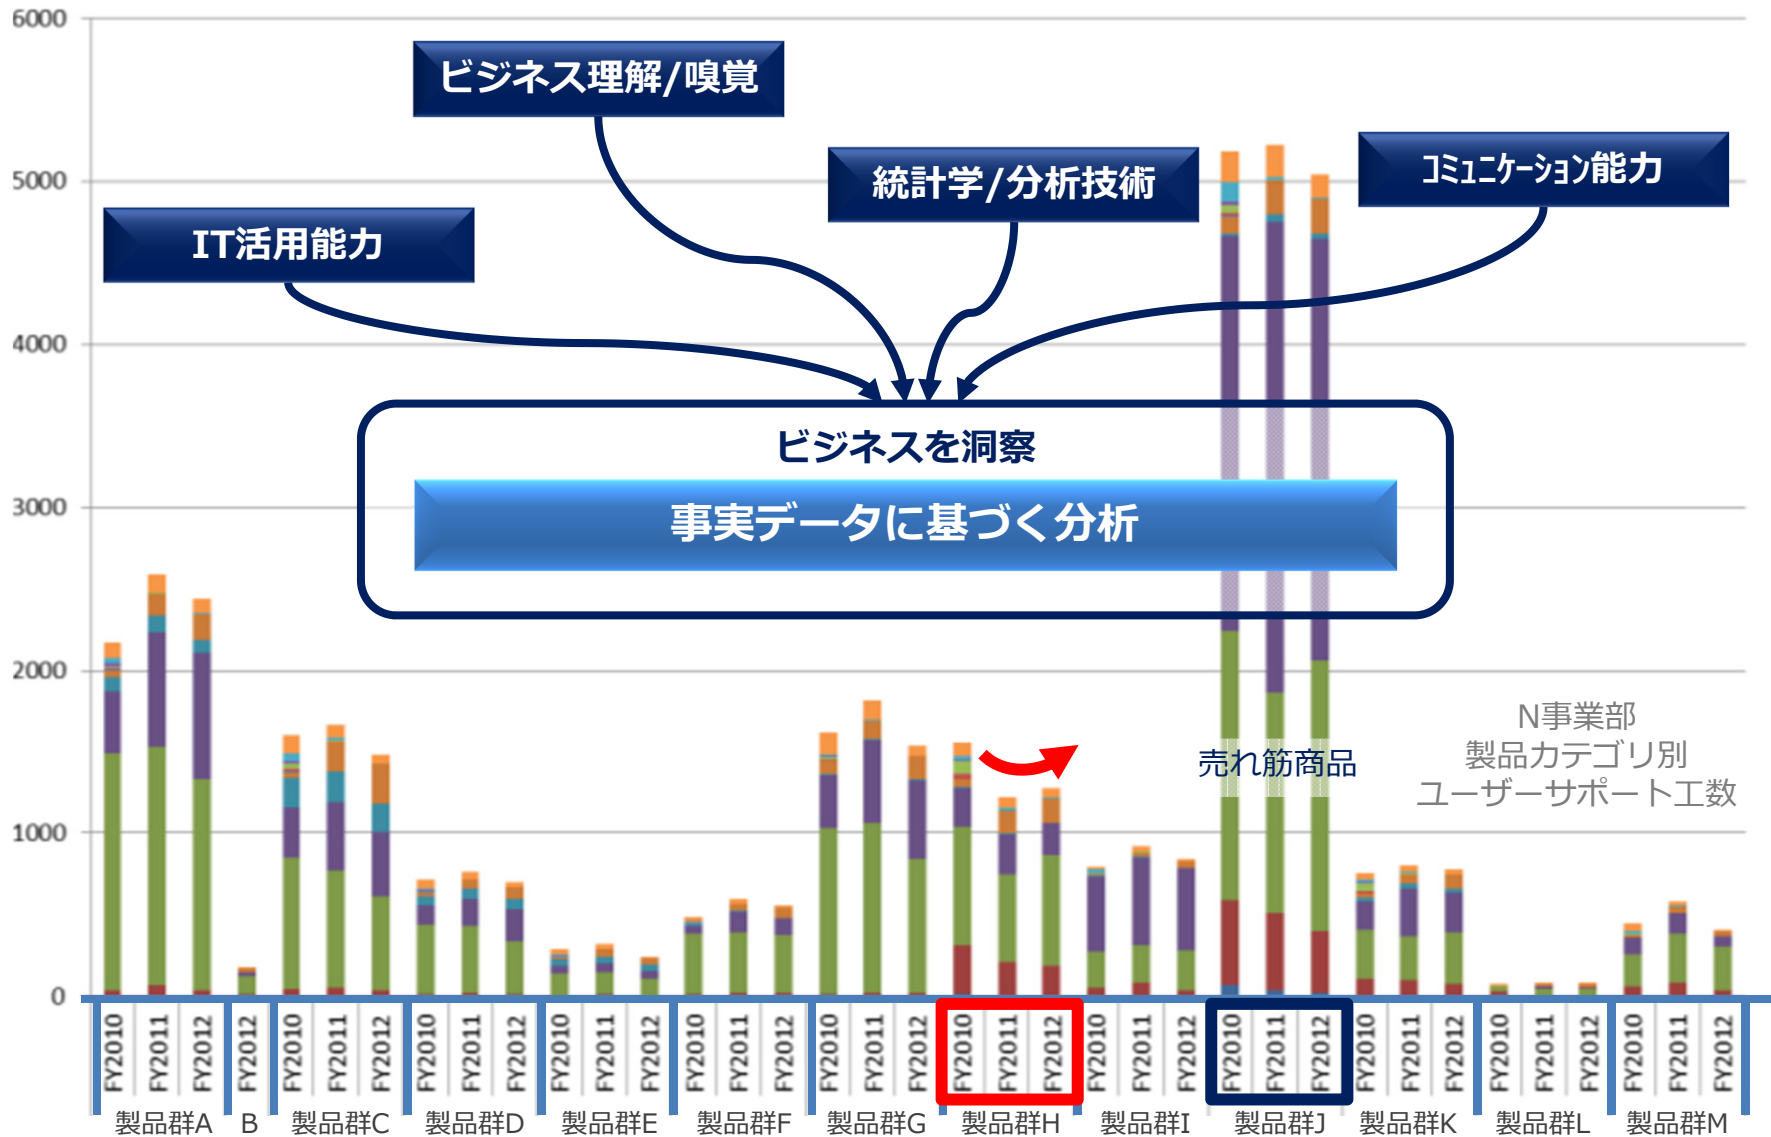 6000
ビジネス理解/嗅覚
統計学/分析技術
コミュニケーション能力
5000
IT活用能力
4000
ビジネスを洞察
3000
事実データに基づく分析
2000
N事業部
製品カテゴリ別
ユーザーサポート工数
売れ筋商品
1000
0
FY2010 FY2011 FY2012 FY2012 FY2010 FY2011 FY2012 FY2010 FY2011 FY2012 FY2010 FY2011 FY2012 FY2010 FY2011 FY2012 FY2010 FY2011 FY2012 FY2010 FY2011 FY2012 FY2010 FY2011 FY2012 FY2010 FY2011 FY2012 FY2010 FY2011 FY2012 FY2010 FY2011 FY2012 FY2010 FY2011 FY2012
製品群A B 製品群C 製品群D 製品群E 製品群F 製品群G 製品群H 製品群I 製品群J 製品群K 製品群L 製品群M